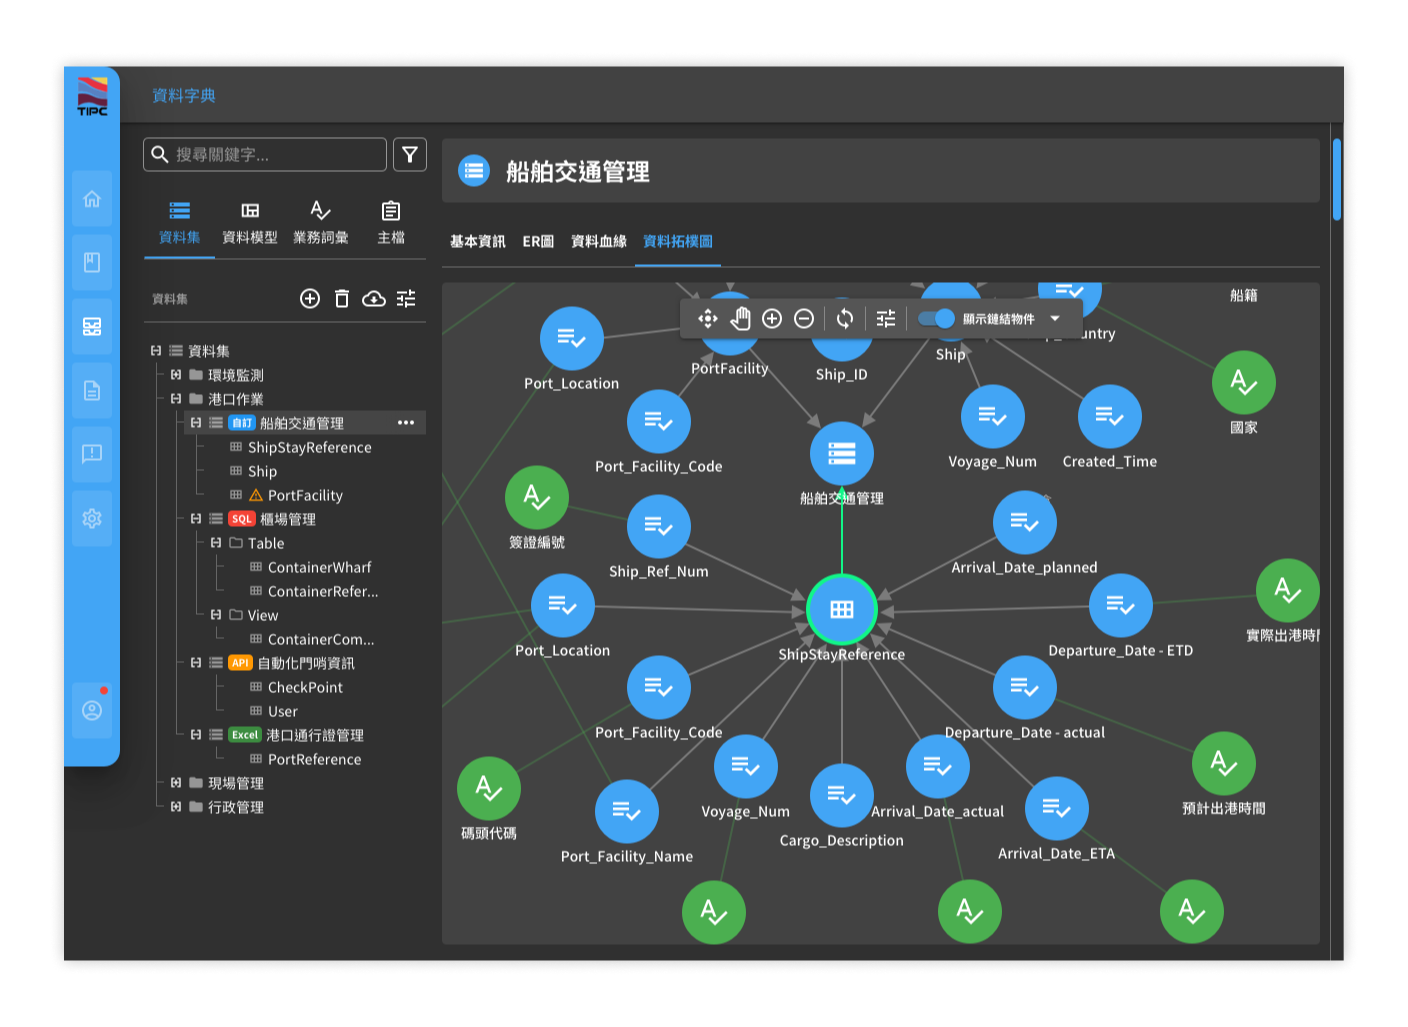 TIPC
資料字典
搜尋關鍵字...
資料集
資料模型
業務詞彙
主檔
資料集
資料集
環境監測
港口作業
自訂 船舶交通管理
ShipStayReference
Ship
PortFacility
SQL 櫃場管理
Table
ContainerWharf
ContainerRefer...
View
ContainerCom...
API 自動化門哨資訊
CheckPoint
User
Excel 港口通行證管理
PortReference
現場管理
行政管理
船舶交通管理
基本資訊 ER圖 資料血緣 資料拓樸圖
顯示鏈結物件
船籍
ntry
Port_Location
PortFacility
Ship_ID
Ship
國家
Port_Facility_Code
Voyage_Num
Created_Time
船舶交通管理
簽證編號
Ship_Ref_Num
Arrival_Date_planned
Port_Location
ShipStayReference
Departure_Date - ETD
實際出港時
Port_Facility_Code
Departure_Date - actual
Voyage_Num
Arrival_Date_actual
預計出港時間
碼頭代碼
Cargo_Description
Port_Facility_Name
Arrival_Date_ETA